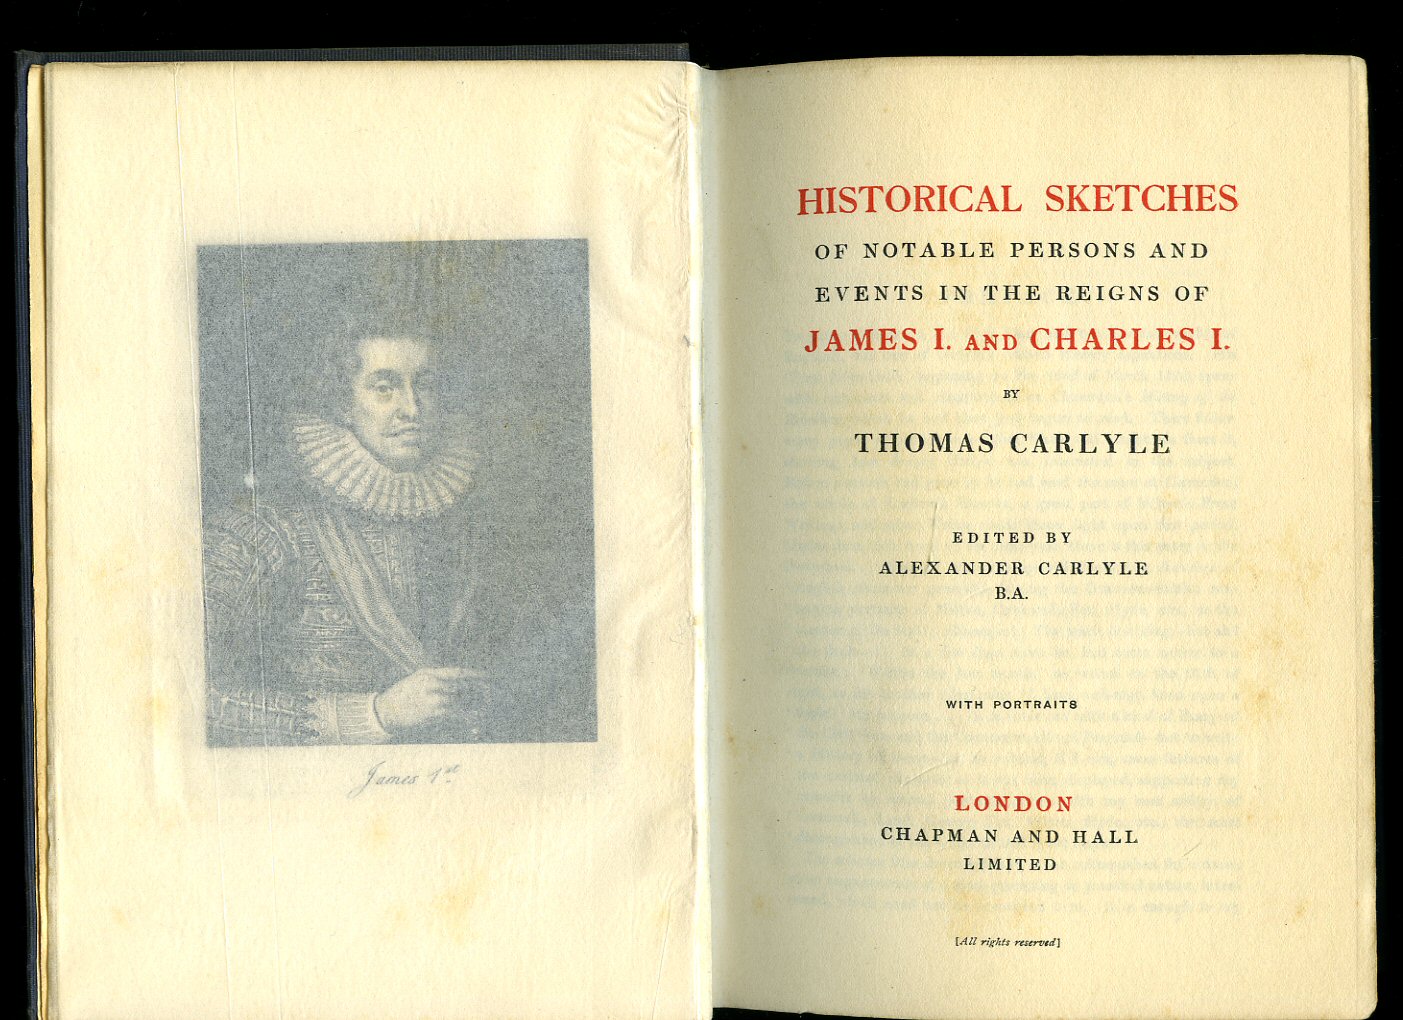 James 1st
HISTORICAL SKETCHES
OF NOTABLE PERSONS AND
EVENTS IN THE REIGNS OF
JAMES I. AND CHARLES I.
BY
THOMAS CARLYLE
EDITED BY
ALEXANDER CARLYLE
B.A.
WITH PORTRAITS
LONDON
CHAPMAN AND HALL
LIMITED
[All rights reserved]